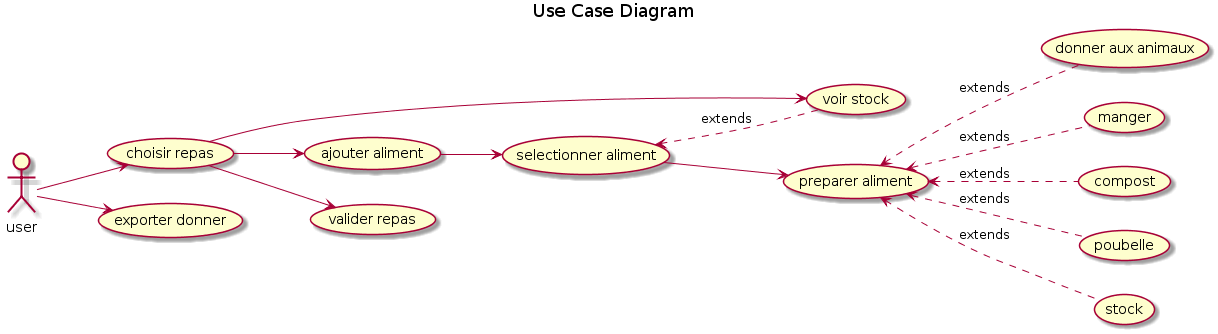 Use Case Diagram
donner aux animaux
extends
voir stock
manger
extends
extends
choisir repas
ajouter aliment
selectionner aliment
extends
preparer aliment
compost
extends
user
exporter donner
valider repas
extends
poubelle
stock